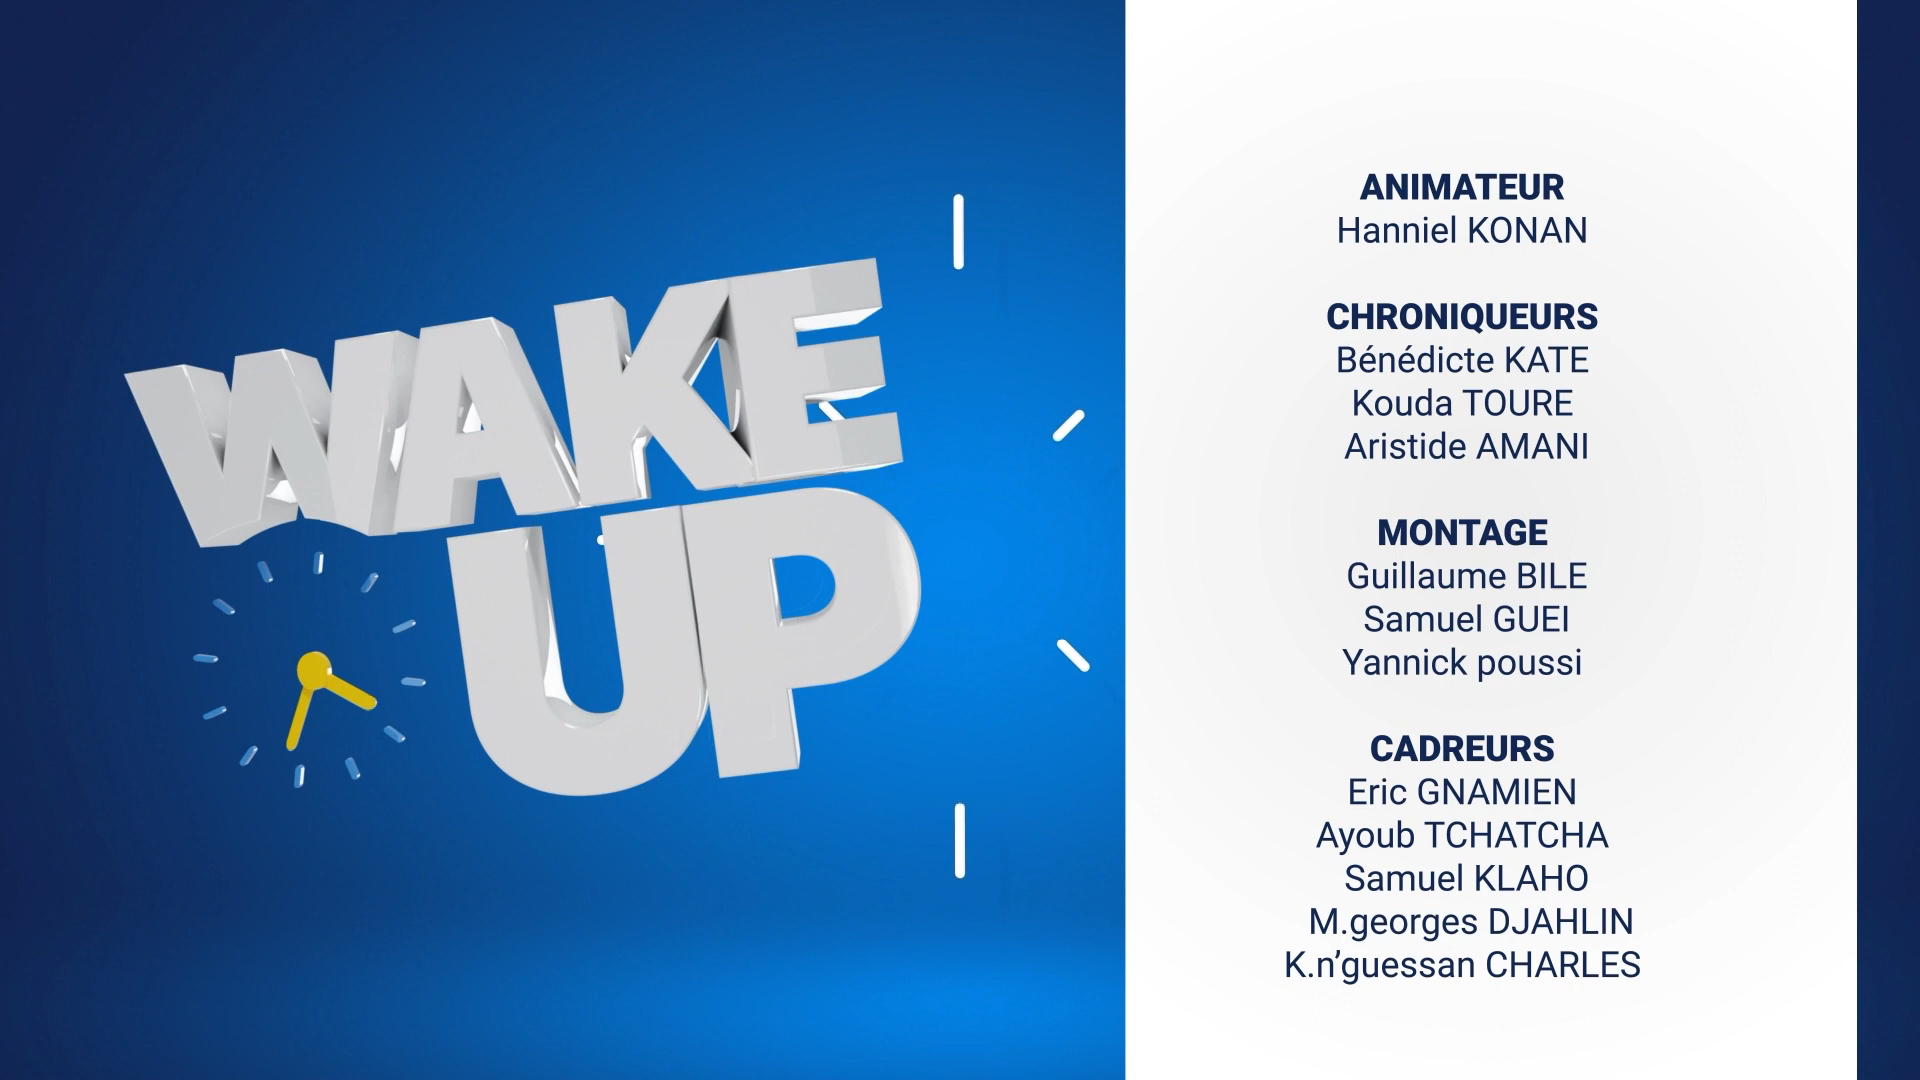 WAKE
UP
ANIMATEUR
Hanniel KONAN
CHRONIQUEURS
Bénédicte KATE
Kouda TOURE
Aristide AMANI
MONTAGE
Guillaume BILE
Samuel GUEI
Yannick poussi
CADREURS
Eric GNAMIEN
Ayoub TCHATCHA
Samuel KLAHO
M.georges DJAHLIN
K.n’guessan CHARLES